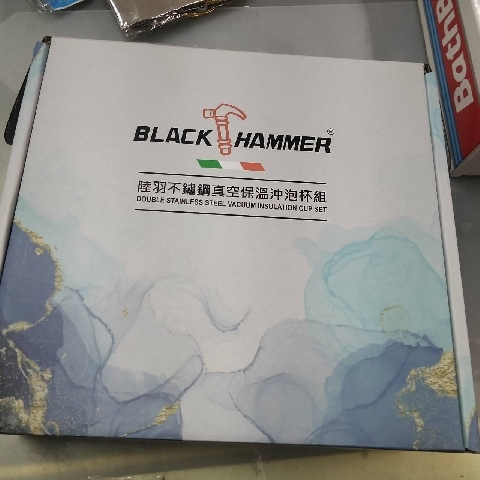 BLACK HAMMER®
陸羽不鏽鋼真空保溫沖泡杯組
DOUBLE STAINLESS STEEL VACUUM INSULATION CUP SET
BathB